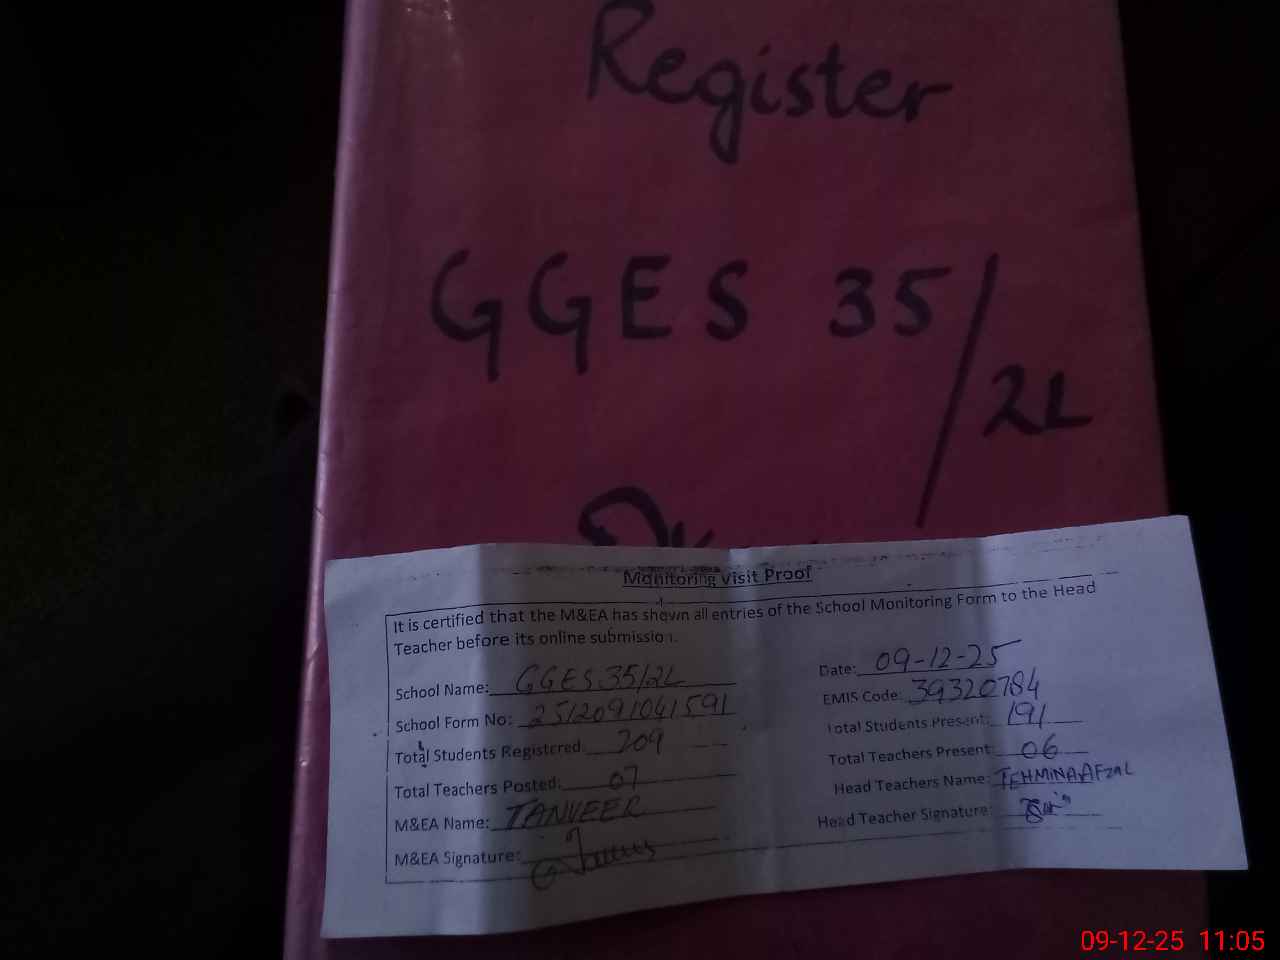 Register
GGES 35/2L
Monitoring Visit Proof
It is certified that the M&EA has shown all entries of the School Monitoring Form to the Head
Teacher before its online submission.
School Name: GGES 35/2L
Date: 09-12-25
School Form No: 2512091041591
EMIS Code: 39320784
Total Students Registered: 209
Total Students Present: 191
Total Teachers Posted: 07
Total Teachers Present: 06
M&EA Name: TANVEER
Head Teachers Name: TEHMINA AFZAL
M&EA Signature:
Head Teacher Signature:
09-12-25 11:05